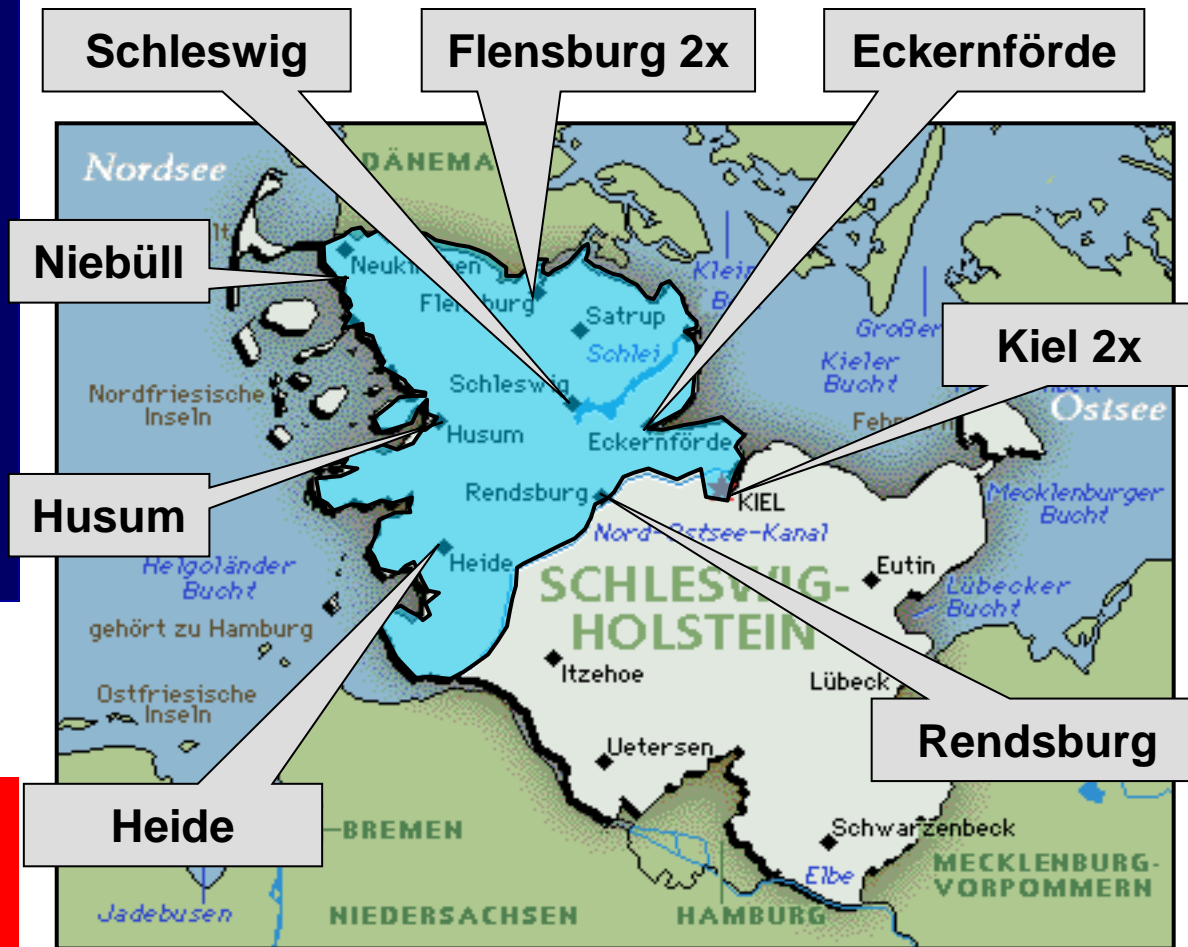 Schleswig
Flensburg 2x
Eckernförde
Nordsee
DÄNEMA
Niebüll
Neukirchen
Flensburg
Satrup
Schlei
Großer
Kiel 2x
Kieler
Bucht
Schleswig
Nordfriesische
Inseln
Ostsee
Husum
Eckernförde
Husum
Rendsburg
KIEL
Mecklenburger
Bucht
Nord-Ostsee-Kanal
Heide
Helgoländer
Bucht
Eutin
SCHLESWIG-
HOLSTEIN
Lübecker
Bucht
gehört zu Hamburg
Itzehoe
Lübeck
Ostfriesische
Inseln
Rendsburg
Uetersen
Heide
BREMEN
Schwarzenbeck
MECKLENBURG-
VORPOMMERN
Elbe
Jadebusen
NIEDERSACHSEN
HAMBURG